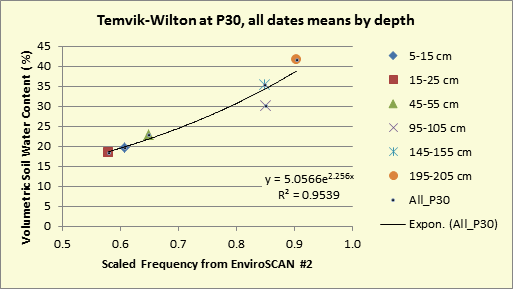 Temvik-Wilton at P30, all dates means by depth
Volumetric Soil Water Content (%)
45
40
35
30
25
20
15
10
5
0
0.5 0.6 0.7 0.8 0.9 1.0
Scaled Frequency from EnviroSCAN #2
y = 5.0566e2.256x
R² = 0.9539
5-15 cm
15-25 cm
45-55 cm
95-105 cm
145-155 cm
195-205 cm
All_P30
Expon. (All_P30)